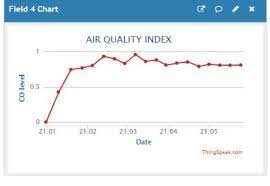 Field 4 Chart
AIR QUALITY INDEX
1
0.5
0
CO level
21:01
21:02
21:03
21:04
21:05
Date
ThingSpeak.com